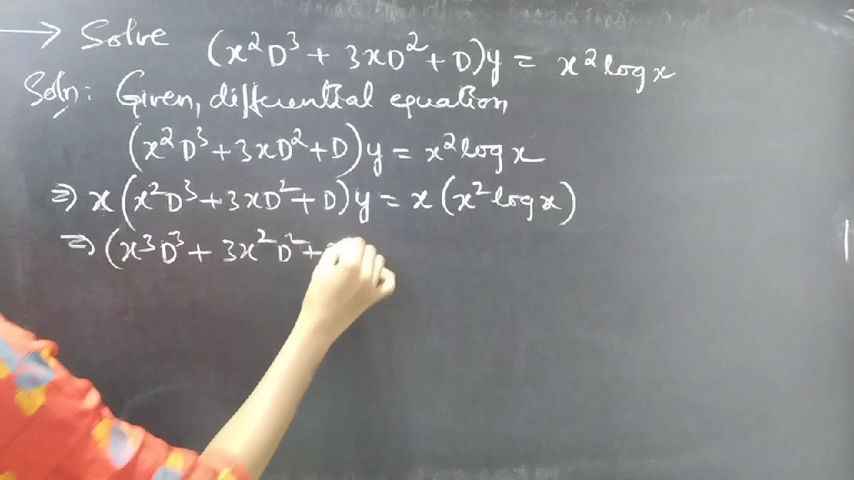 → Solve (x²D³ + 3xD² + D)y = x² log x
Soln: Given, differential equation
(x²D³ + 3xD² + D)y = x² log x
⇒ x(x²D³ + 3xD² + D)y = x(x² log x)
⇒ (x³D³ + 3x²D² +